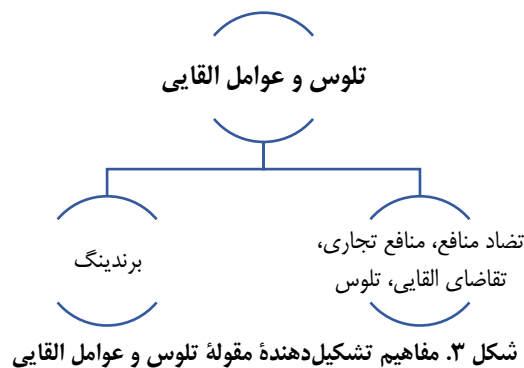 تلوس و عوامل القایی
تضاد منافع، منافع تجاری،
تقاضای القایی، تلوس
برندینگ
شکل ۳. مفاهیم تشکیل‌دهندهٔ مقولهٔ تلوس و عوامل القایی